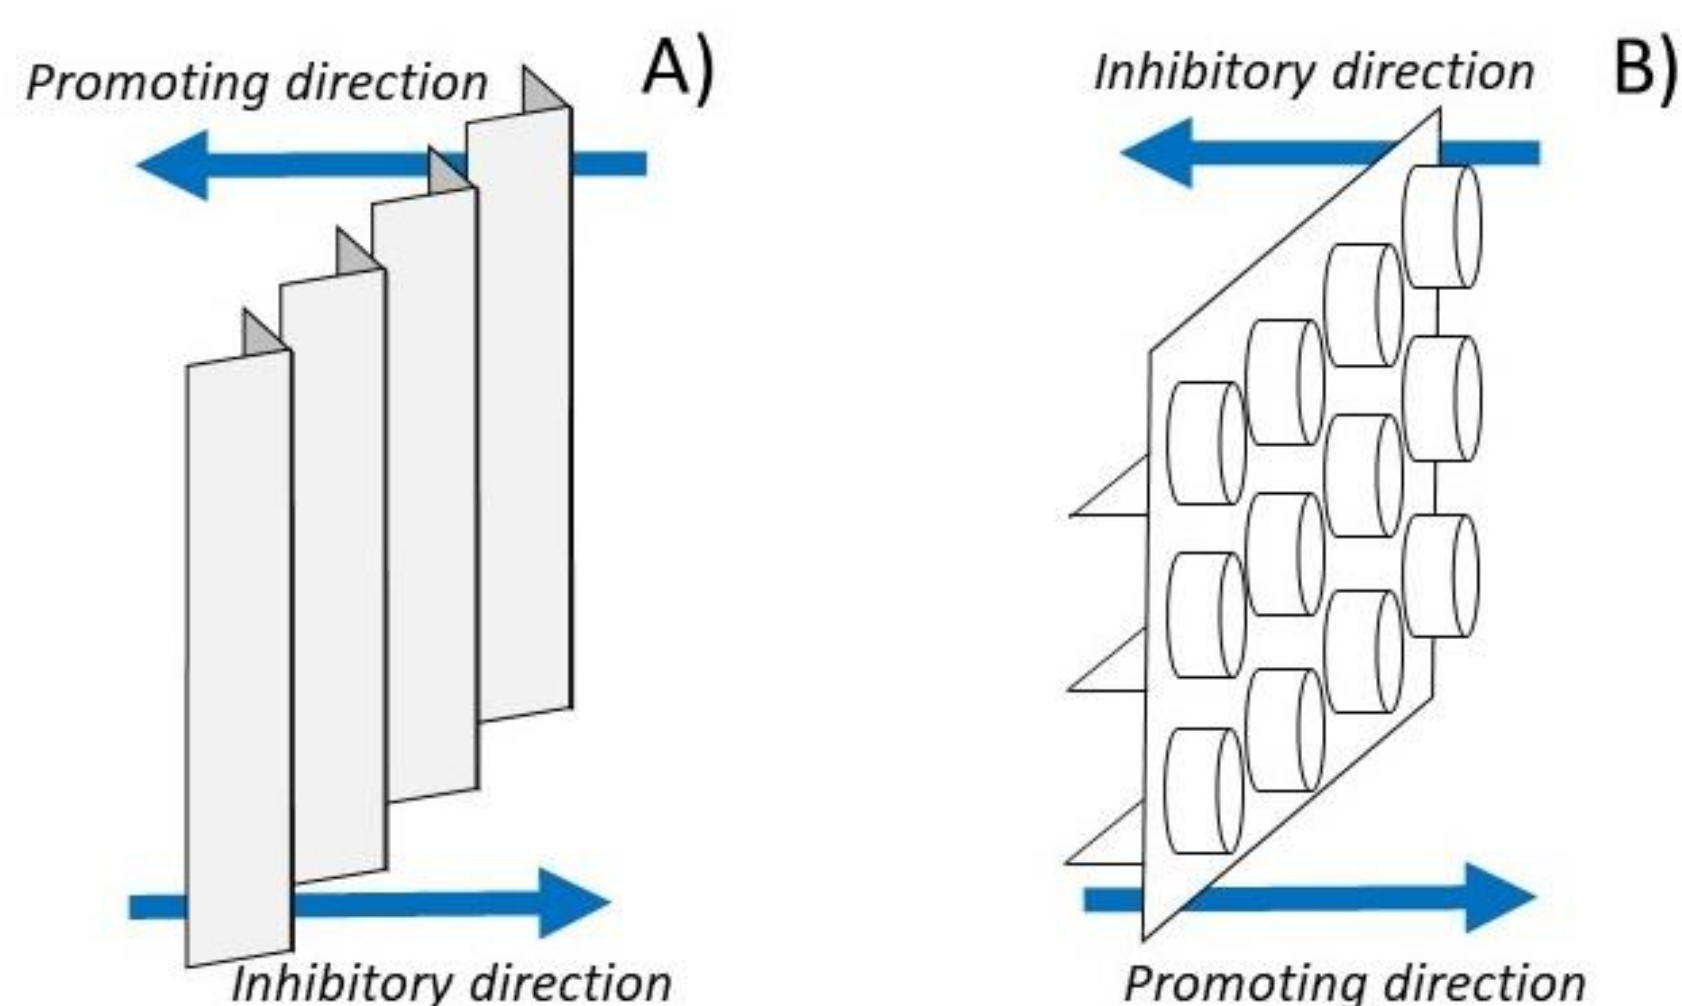 Promoting direction
A)
Inhibitory direction
Inhibitory direction
B)
Promoting direction